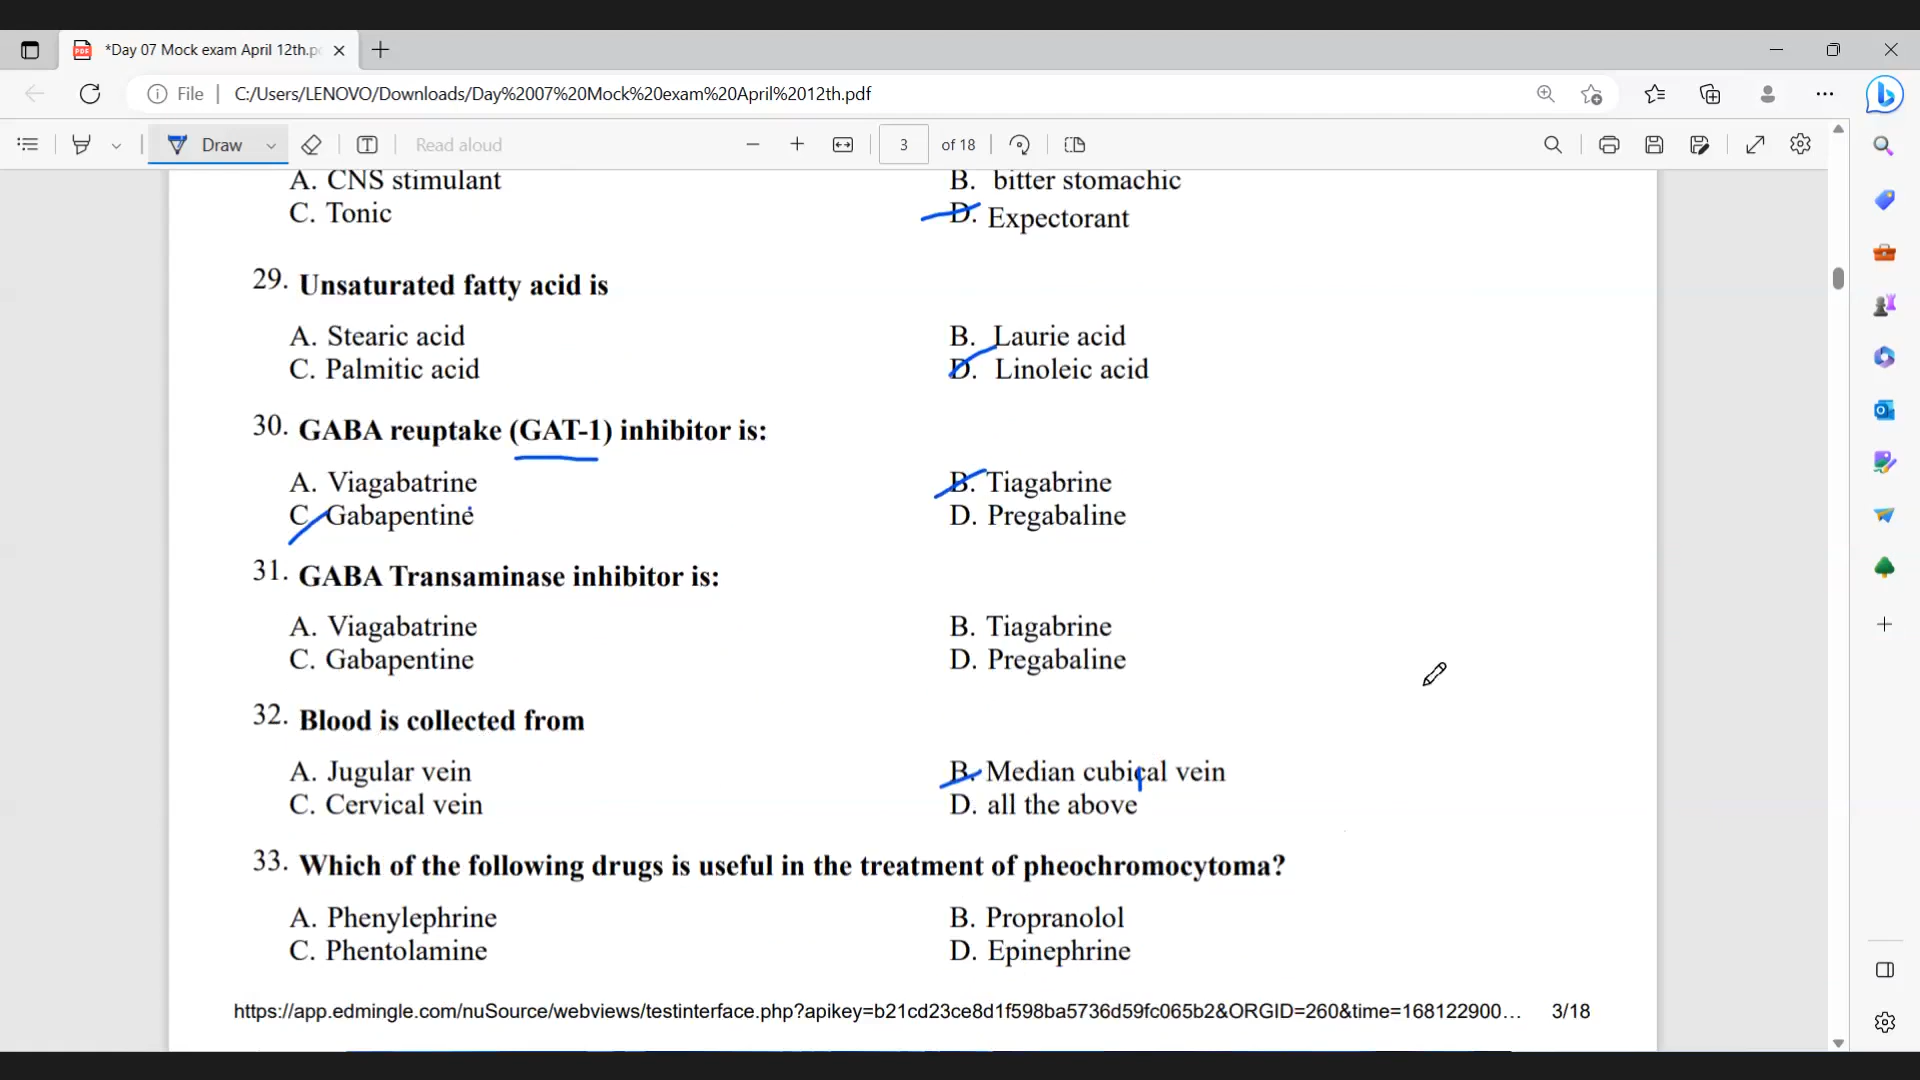 *Day 07 Mock exam April 12th.p
File
C:/Users/LENOVO/Downloads/Day%2007%20Mock%20exam%20April%2012th.pdf
Draw
Read aloud
3 of 18
A. CNS stimulant B. bitter stomachic
C. Tonic D. Expectorant
29. Unsaturated fatty acid is
A. Stearic acid B. Laurie acid
C. Palmitic acid D. Linoleic acid
30. GABA reuptake (GAT-1) inhibitor is:
A. Viagabatrine B. Tiagabrine
C. Gabapentine D. Pregabaline
31. GABA Transaminase inhibitor is:
A. Viagabatrine B. Tiagabrine
C. Gabapentine D. Pregabaline
32. Blood is collected from
A. Jugular vein B. Median cubical vein
C. Cervical vein D. all the above
33. Which of the following drugs is useful in the treatment of pheochromocytoma?
A. Phenylephrine B. Propranolol
C. Phentolamine D. Epinephrine
https://app.edmingle.com/nuSource/webviews/testinterface.php?apikey=b21cd23ce8d1f598ba5736d59fc065b2&ORGID=260&time=168122900… 3/18